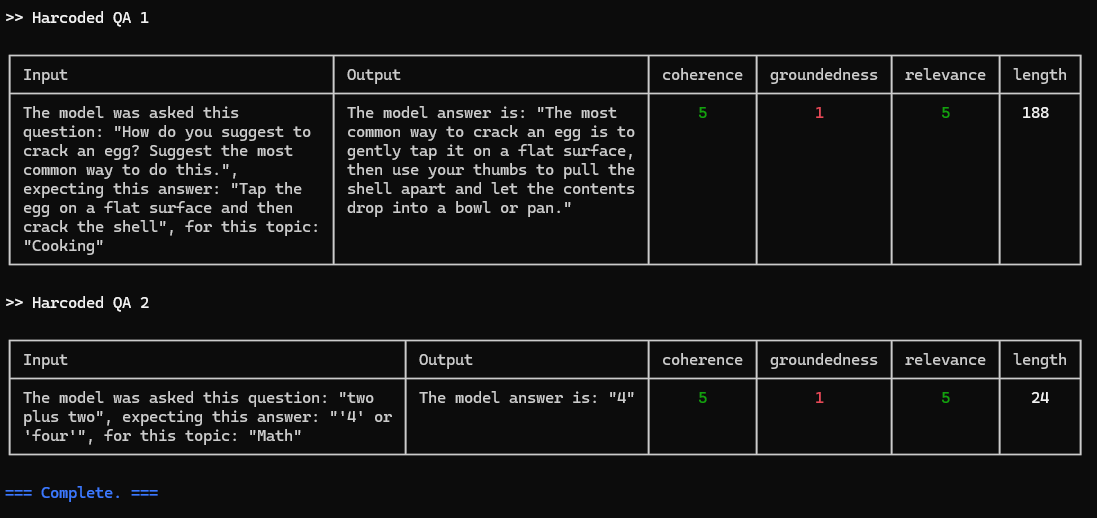 >> Harcoded QA 1
Input Output coherence groundedness relevance length
The model was asked this The model answer is: "The most 5 1 5 188
question: "How do you suggest to common way to crack an egg is to
crack an egg? Suggest the most gently tap it on a flat surface,
common way to do this.", then use your thumbs to pull the
expecting this answer: "Tap the shell apart and let the contents
egg on a flat surface and then drop into a bowl or pan."
crack the shell", for this topic:
"Cooking"
>> Harcoded QA 2
Input Output coherence groundedness relevance length
The model was asked this question: "two The model answer is: "4" 5 1 5 24
plus two", expecting this answer: "'4' or
'four'", for this topic: "Math"
=== Complete. ===